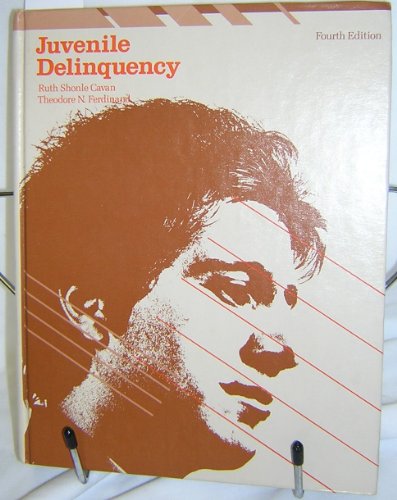 Juvenile
Delinquency
Fourth Edition
Ruth Shonle Cavan
Theodore N. Ferdinand